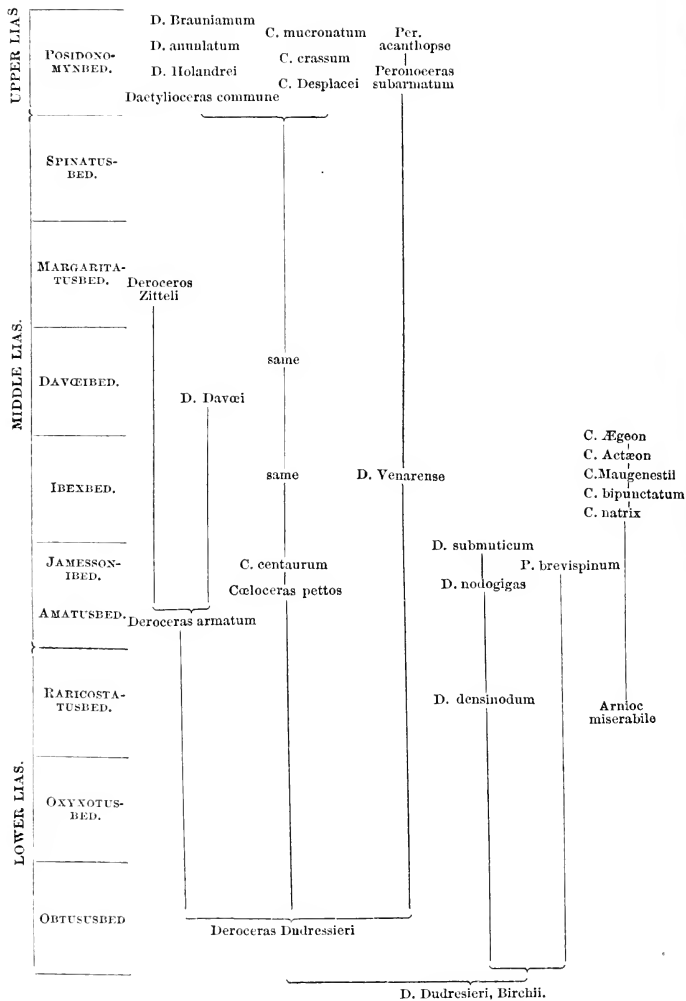 UPPER LIAS
MIDDLE LIAS.
LOWER LIAS.
POSIDONO-
MYNBED.
D. Brauniamum
D. anuulatum
D. Holandrei
Dactylioceras commune
C. mucronatum
C. crassum
C. Desplacei
Per.
acanthopse
Peronoceras
subarmatum
SPINATUS-
BED.
MARGARITA-
TUSBED.
Deroceros
Zitteli
DAVŒIBED.
same
D. Davœi
IBEXBED.
same
D. Venarense
C. Ægeon
C. Actæon
C.Maugenestii
C. bipunctatum
C. natrix
JAMESSON-
IBED.
C. centaurum
Cœloceras pettos
D. submuticum
D. nodogigas
P. brevispinum
AMATUSBED.
Deroceras armatum
RARICOSTA-
TUSBED.
D. densinodum
Arnioc
miserabile
OXYXOTUS-
BED.
OBTUSUSBED
Deroceras Dudressieri
D. Dudresieri, Birchii.